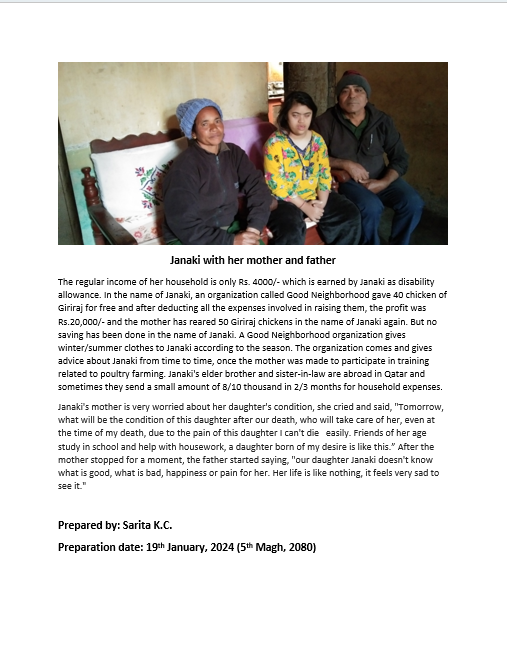 Janaki with her mother and father
The regular income of her household is only Rs. 4000/- which is earned by Janaki as disability
allowance. In the name of Janaki, an organization called Good Neighborhood gave 40 chicken of
Giriraj for free and after deducting all the expenses involved in raising them, the profit was
Rs.20,000/- and the mother has reared 50 Giriraj chickens in the name of Janaki again. But no
saving has been done in the name of Janaki. A Good Neighborhood organization gives
winter/summer clothes to Janaki according to the season. The organization comes and gives
advice about Janaki from time to time, once the mother was made to participate in training
related to poultry farming. Janaki's elder brother and sister-in-law are abroad in Qatar and
sometimes they send a small amount of 8/10 thousand in 2/3 months for household expenses.
Janaki's mother is very worried about her daughter's condition, she cried and said, "Tomorrow,
what will be the condition of this daughter after our death, who will take care of her, even at
the time of my death, due to the pain of this daughter I can't die  easily. Friends of her age
study in school and help with housework, a daughter born of my desire is like this." After the
mother stopped for a moment, the father started saying, "our daughter Janaki doesn't know
what is good, what is bad, happiness or pain for her. Her life is like nothing, it feels very sad to
see it."
Prepared by: Sarita K.C.
Preparation date: 19th January, 2024 (5th Magh, 2080)